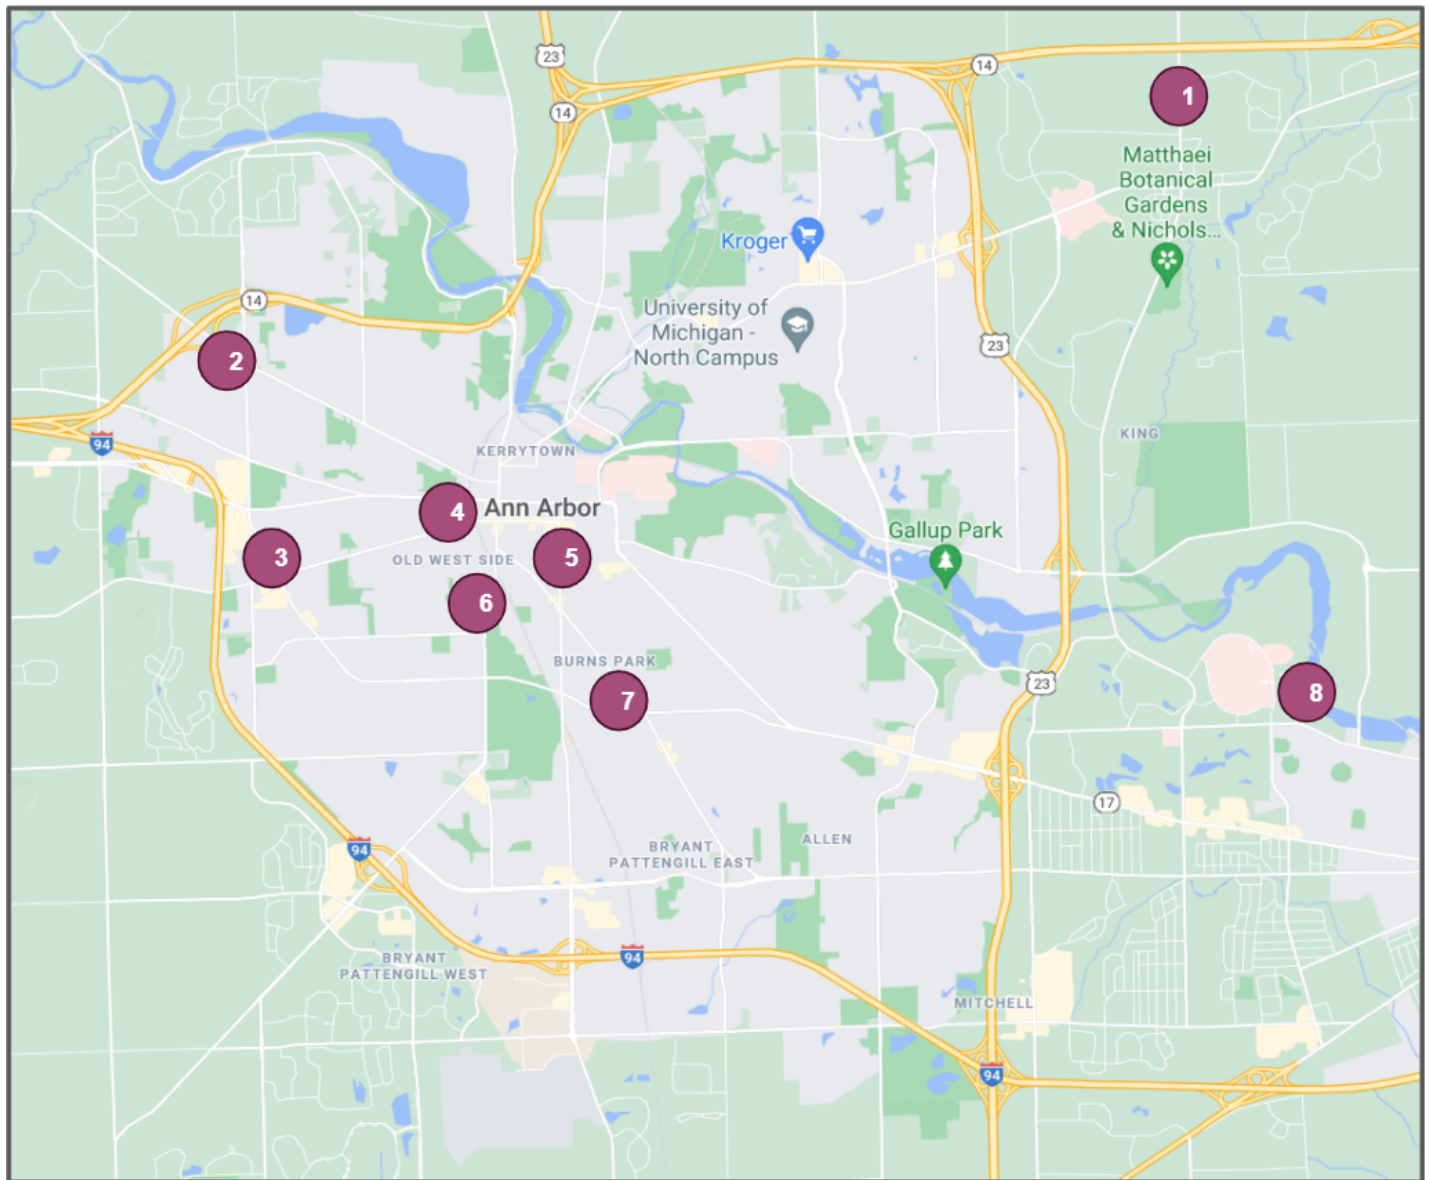 23
14
14
1
Matthaei
Botanical
Gardens
& Nichols...
Kroger
University of
Michigan -
North Campus
14
2
23
94
KERRYTOWN
KING
4
Ann Arbor
3
OLD WEST SIDE
5
Gallup Park
6
BURNS PARK
7
23
8
17
94
BRYANT
PATTENGILL EAST
ALLEN
BRYANT
PATTENGILL WEST
94
MITCHELL
94